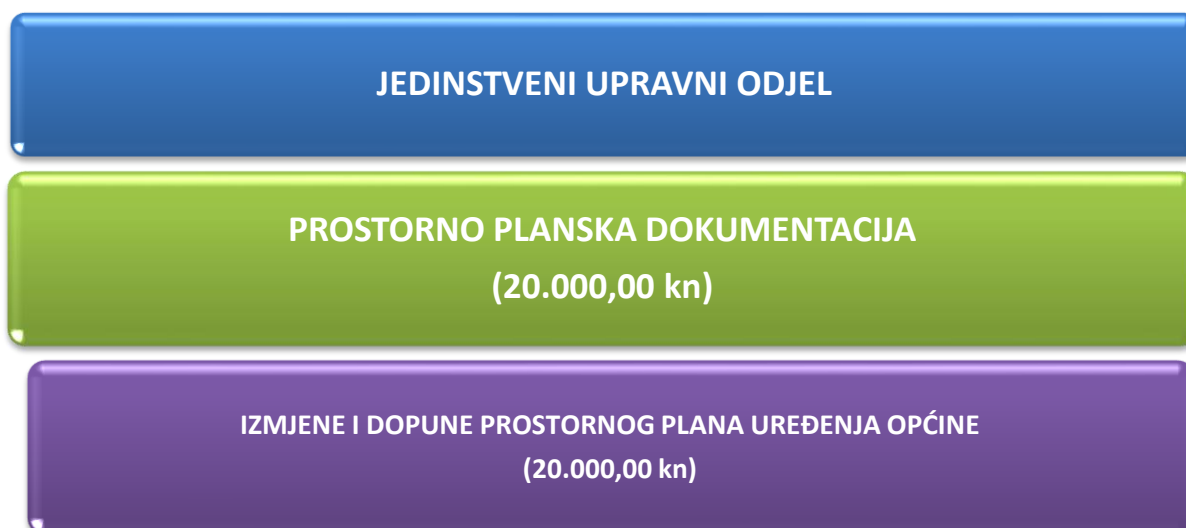 JEDINSTVENI UPRAVNI ODJEL
PROSTORNO PLANSKA DOKUMENTACIJA
(20.000,00 kn)
IZMJENE I DOPUNE PROSTORNOG PLANA UREĐENJA OPĆINE
(20.000,00 kn)